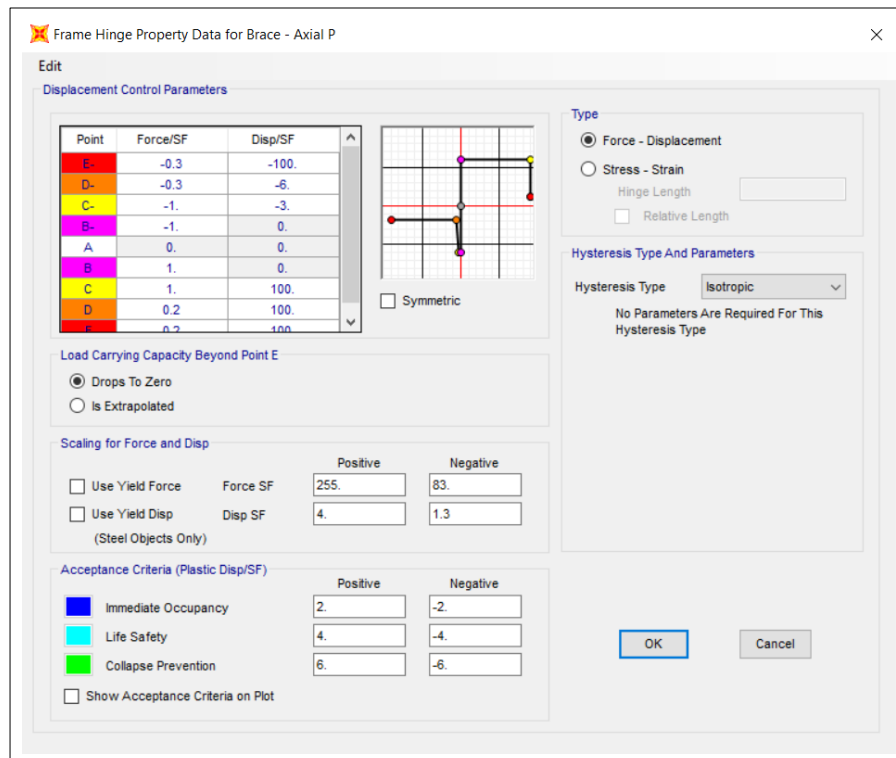 Frame Hinge Property Data for Brace - Axial P
Edit
Displacement Control Parameters
Point Force/SF Disp/SF
E- -0.3 -100.
D- -0.3 -6.
C- -1. -3.
B- -1. 0.
A 0. 0.
B 1. 0.
C 1. 100.
D 0.2 100.
E 0.2 100.
Symmetric
Load Carrying Capacity Beyond Point E
Drops To Zero
Is Extrapolated
Scaling for Force and Disp
Positive Negative
Use Yield Force Force SF 255. 83.
Use Yield Disp Disp SF 4. 1.3
(Steel Objects Only)
Acceptance Criteria (Plastic Disp/SF)
Positive Negative
Immediate Occupancy 2. -2.
Life Safety 4. -4.
Collapse Prevention 6. -6.
Show Acceptance Criteria on Plot
Type
Force - Displacement
Stress - Strain
Hinge Length
Relative Length
Hysteresis Type And Parameters
Hysteresis Type Isotropic
No Parameters Are Required For This
Hysteresis Type
OK Cancel